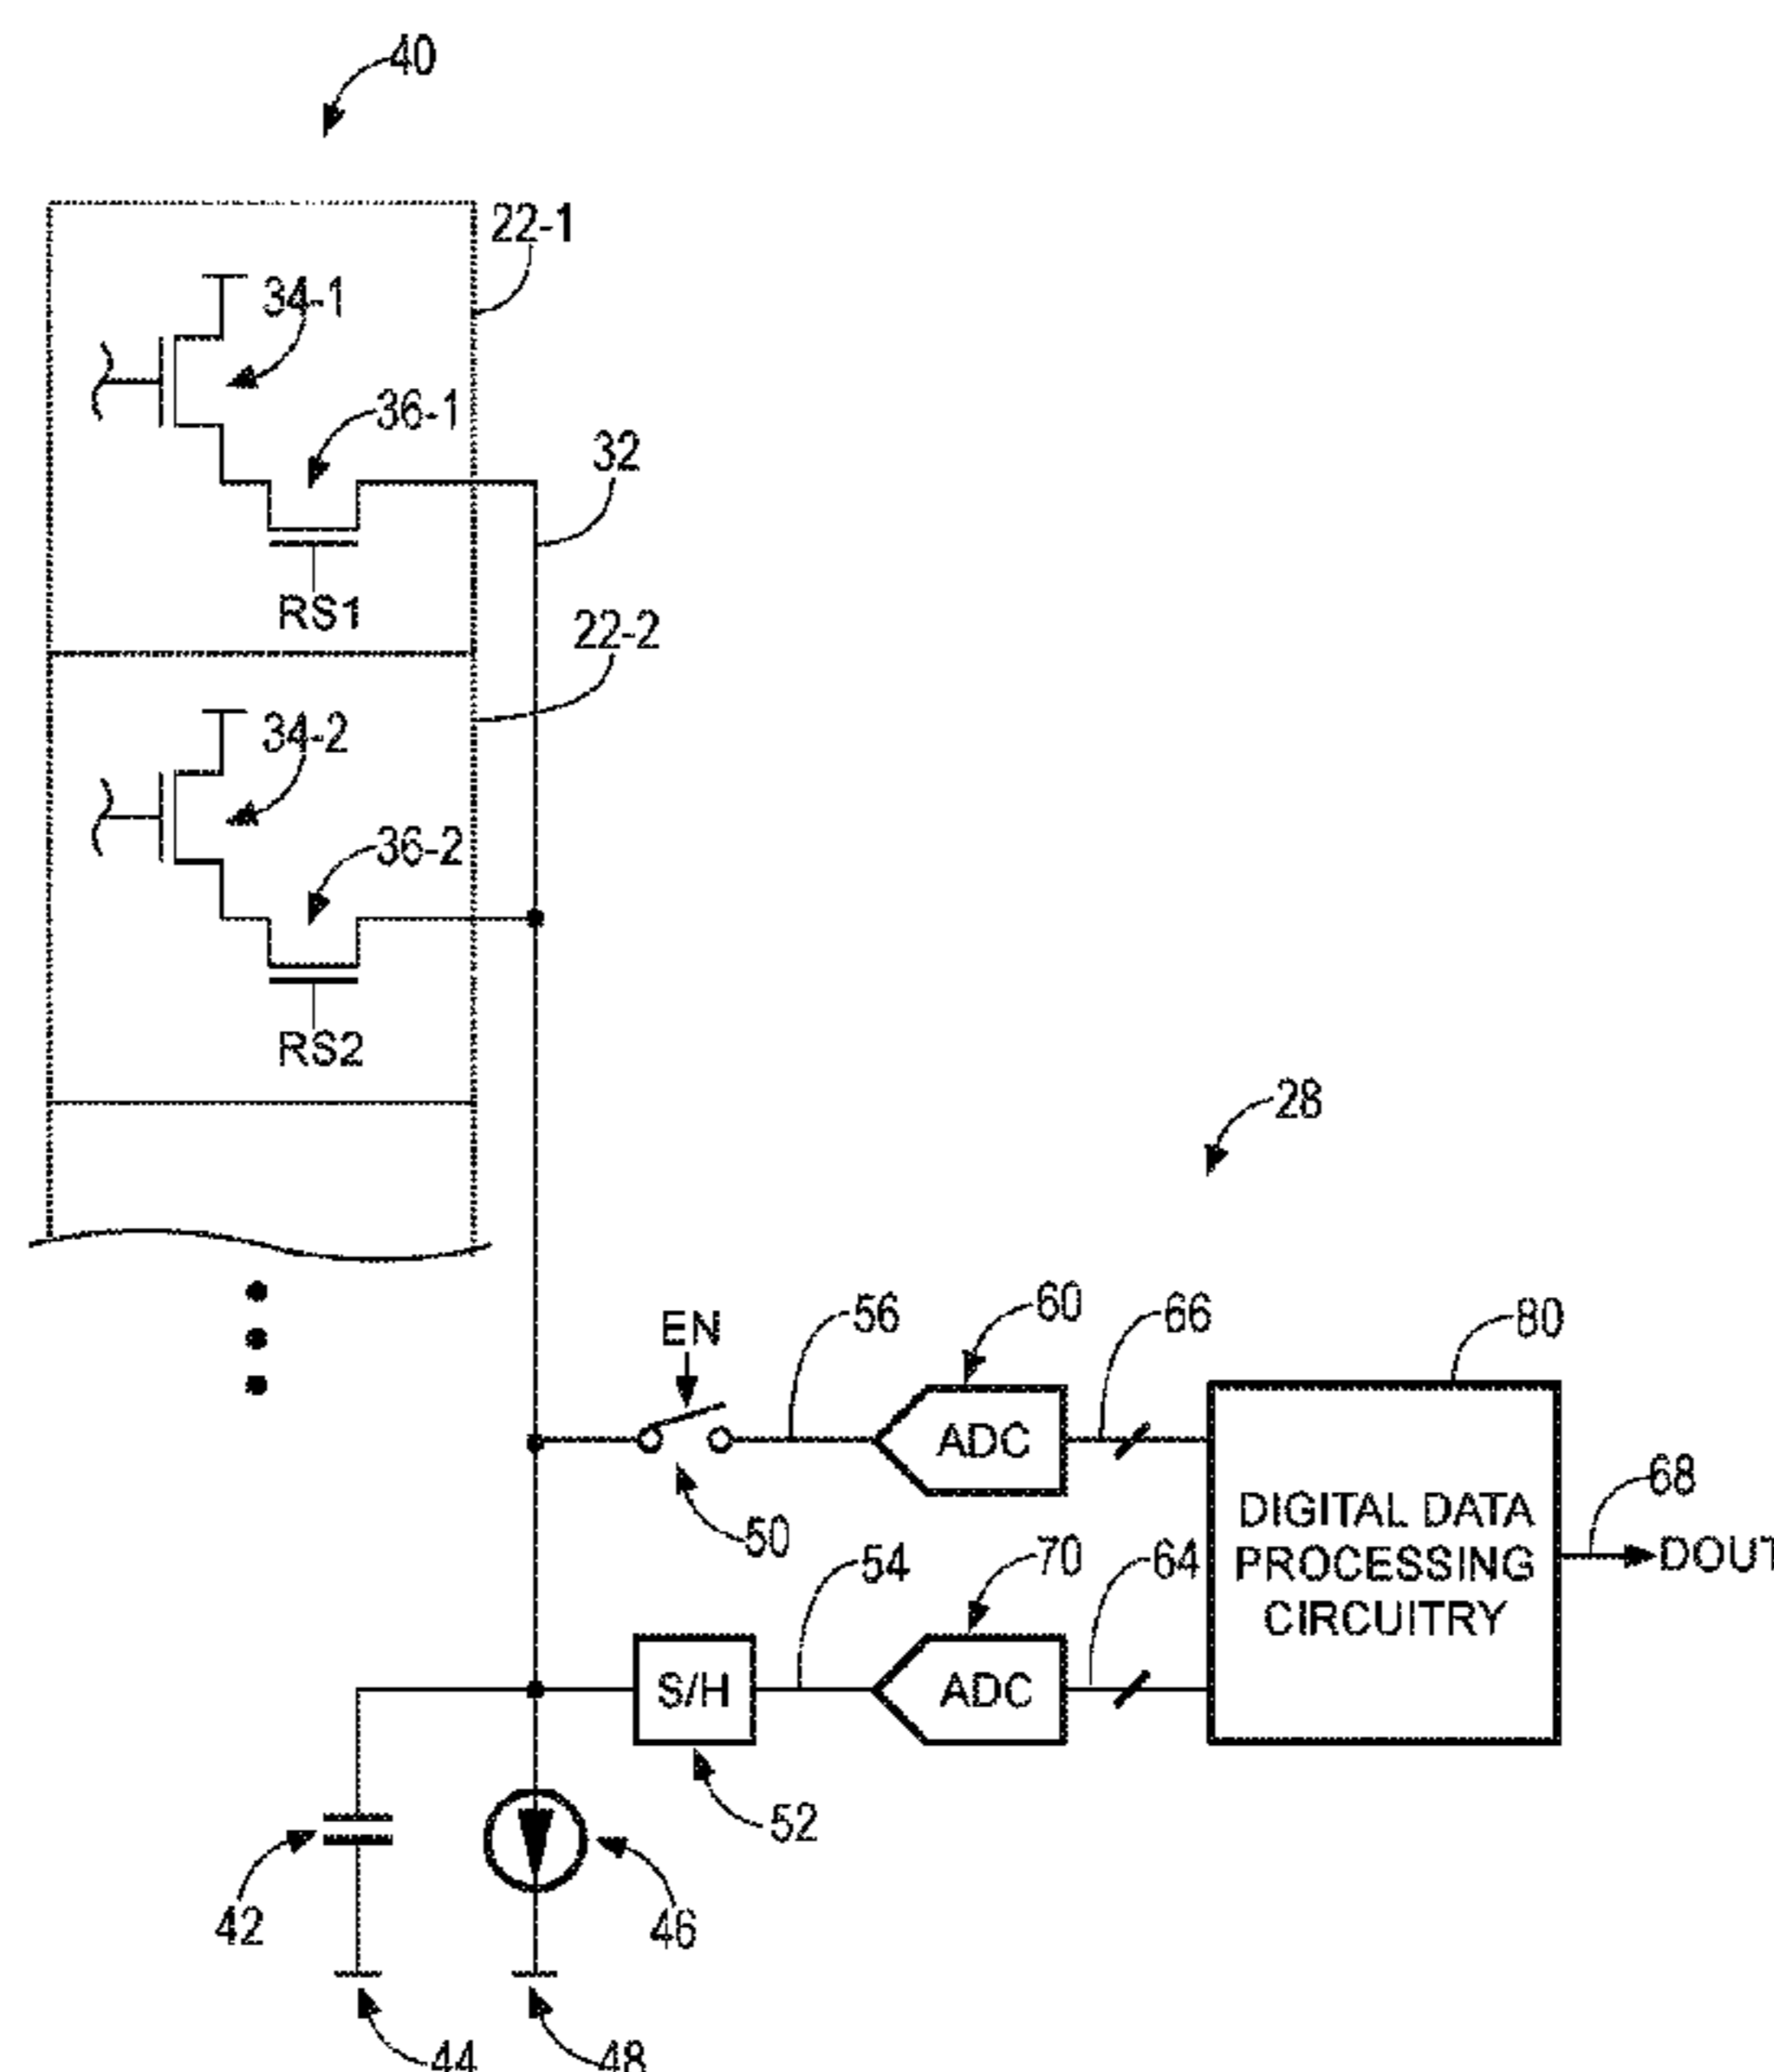 40
22-1
34-1
36-1
32
RS1
22-2
34-2
36-2
RS2
28
EN
56
60
66
80
ADC
50
DIGITAL DATA
PROCESSING
CIRCUITRY
68
DOUT
54
70
64
S/H
ADC
52
42
46
44
48